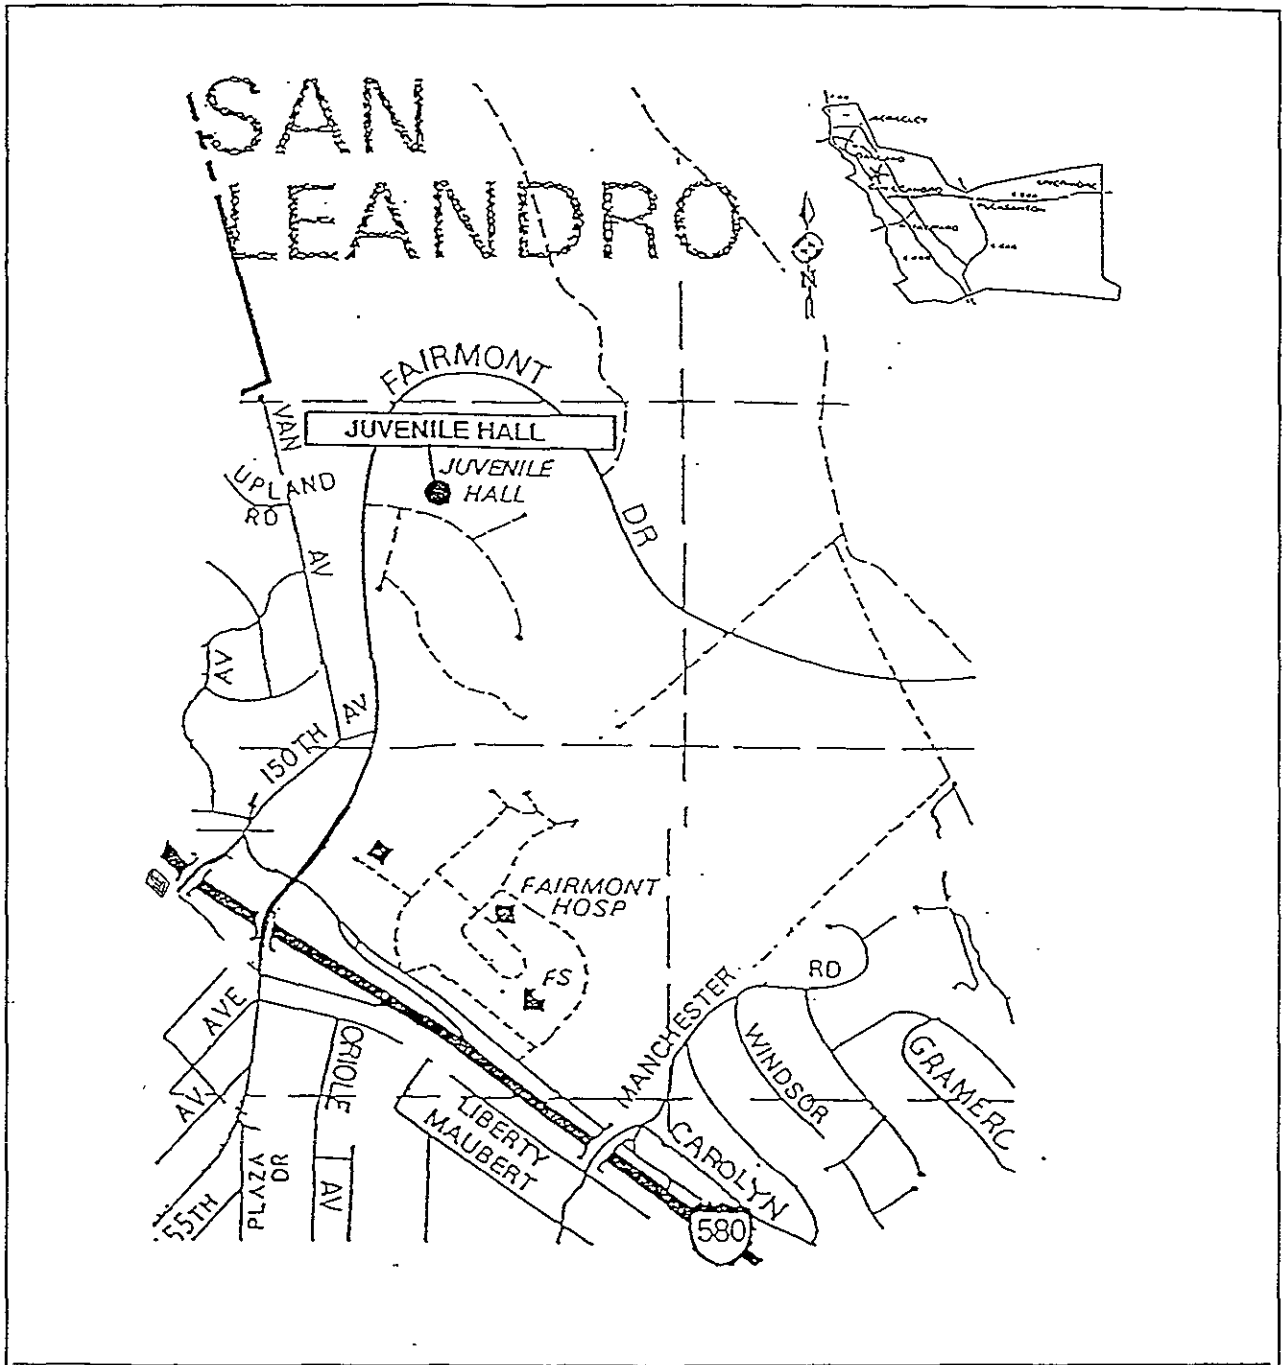 SAN
LEANDRO
N
FAIRMONT
JUVENILE HALL
JUVENILE
HALL
VAN
UPLAND
RD
DR
AV
AV
AV
150TH
FAIRMONT
HOSP
FS
MANCHESTER
RD
WINDSOR
GRAMERC
AVE
ORIOLE
AV
LIBERTY
MAUBERT
CAROLYN
PLAZA
DR
AV
55TH
580